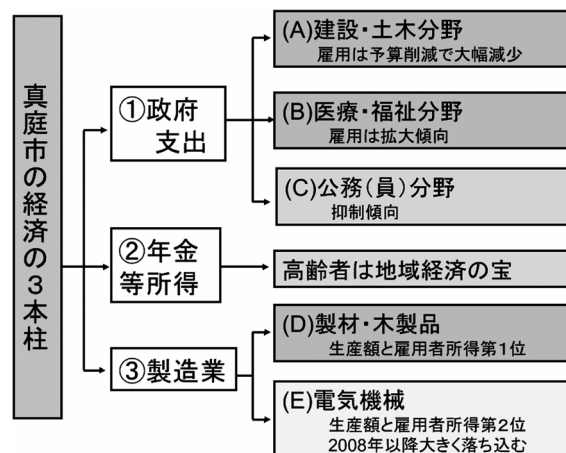 真庭市の経済の3本柱
①政府
支出
(A)建設・土木分野
雇用は予算削減で大幅減少
(B)医療・福祉分野
雇用は拡大傾向
(C)公務(員)分野
抑制傾向
②年金
等所得
高齢者は地域経済の宝
③製造業
(D)製材・木製品
生産額と雇用者所得第1位
(E)電気機械
生産額と雇用者所得第2位
2008年以降大きく落ち込む